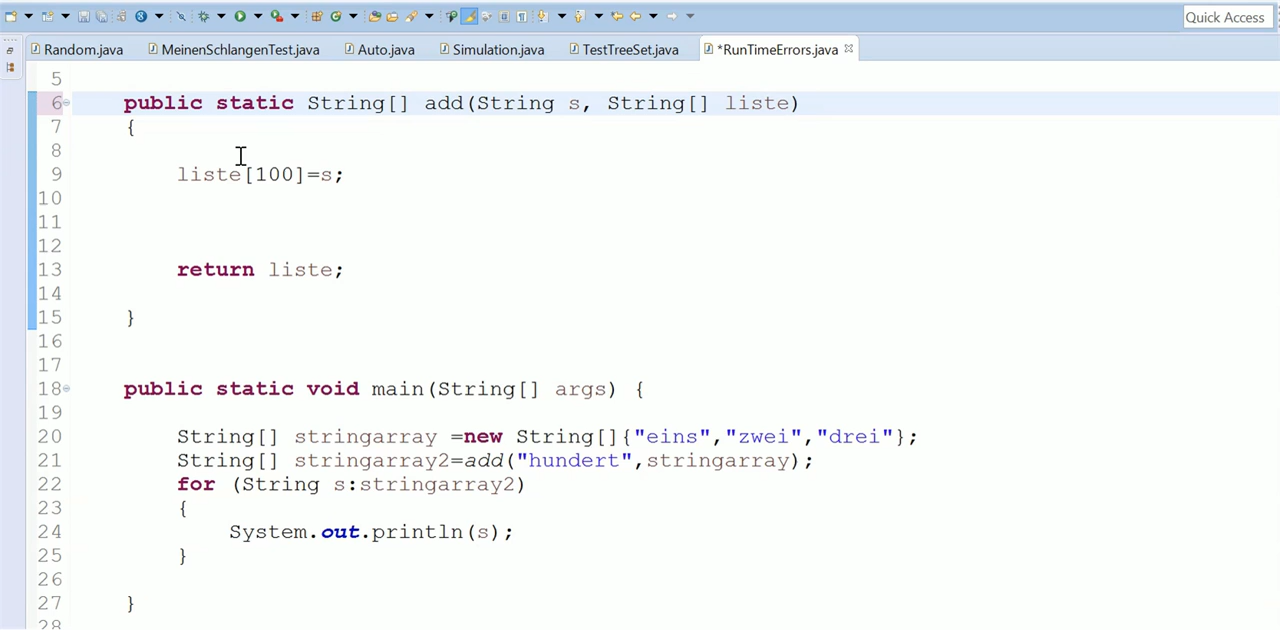 Quick Access
Random.java MeinenSchlangenTest.java Auto.java Simulation.java TestTreeSet.java *RunTimeErrors.java
5
6 public static String[] add(String s, String[] liste)
7 {
8
9 liste[100]=s;
10
11
12
13 return liste;
14
15 }
16
17
18 public static void main(String[] args) {
19
20 String[] stringarray =new String[]{"eins","zwei","drei"};
21 String[] stringarray2=add("hundert",stringarray);
22 for (String s:stringarray2)
23 {
24 System.out.println(s);
25 }
26
27 }
28